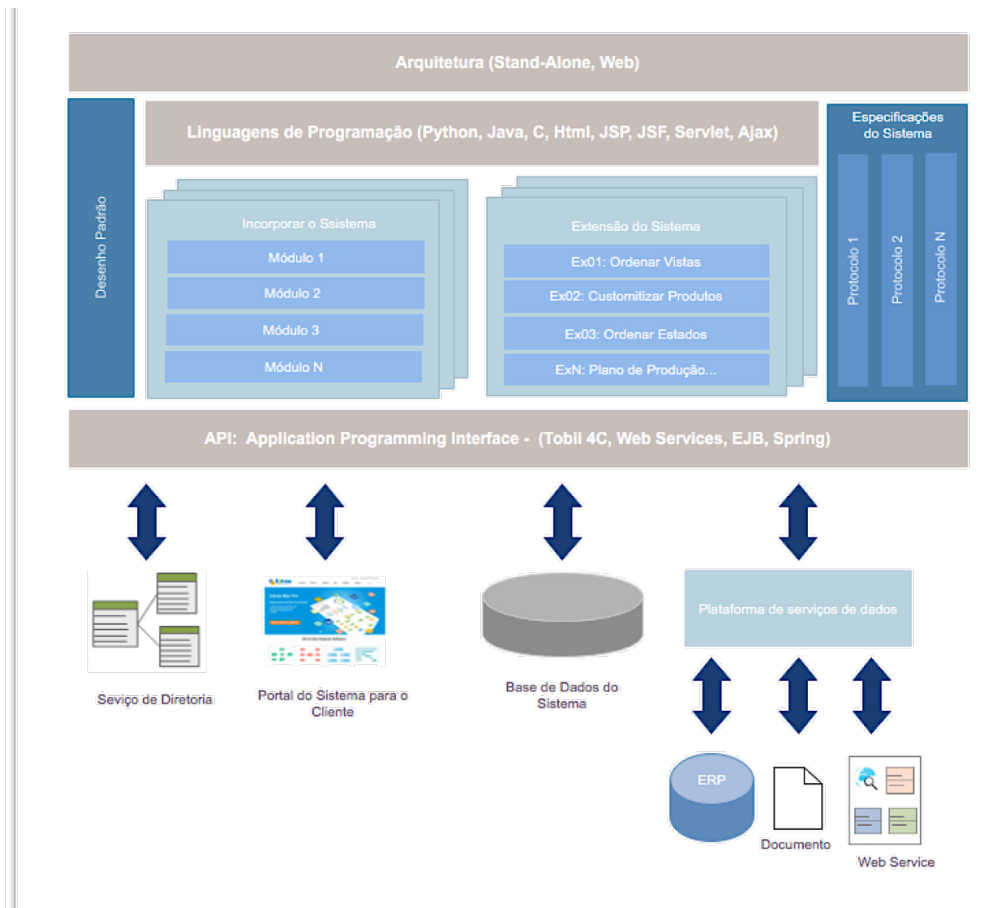 Arquitetura (Stand-Alone, Web)
Desenho Padrão
Linguagens de Programação (Python, Java, C, Html, JSP, JSF, Servlet, Ajax)
Especificações
do Sistema
Protocolo 1
Protocolo 2
Protocolo N
Incorporar o Ssistema
Módulo 1
Módulo 2
Módulo 3
Módulo N
Extensão do Sistema
Ex01: Ordenar Vistas
Ex02: Customitizar Produtos
Ex03: Ordenar Estados
ExN: Plano de Produção...
API: Application Programming Interface - (Tobii 4C, Web Services, EJB, Spring)
Seviço de Diretoria
Portal do Sistema para o
Cliente
Base de Dados do
Sistema
Plataforma de serviços de dados
ERP
Documento
Web Service